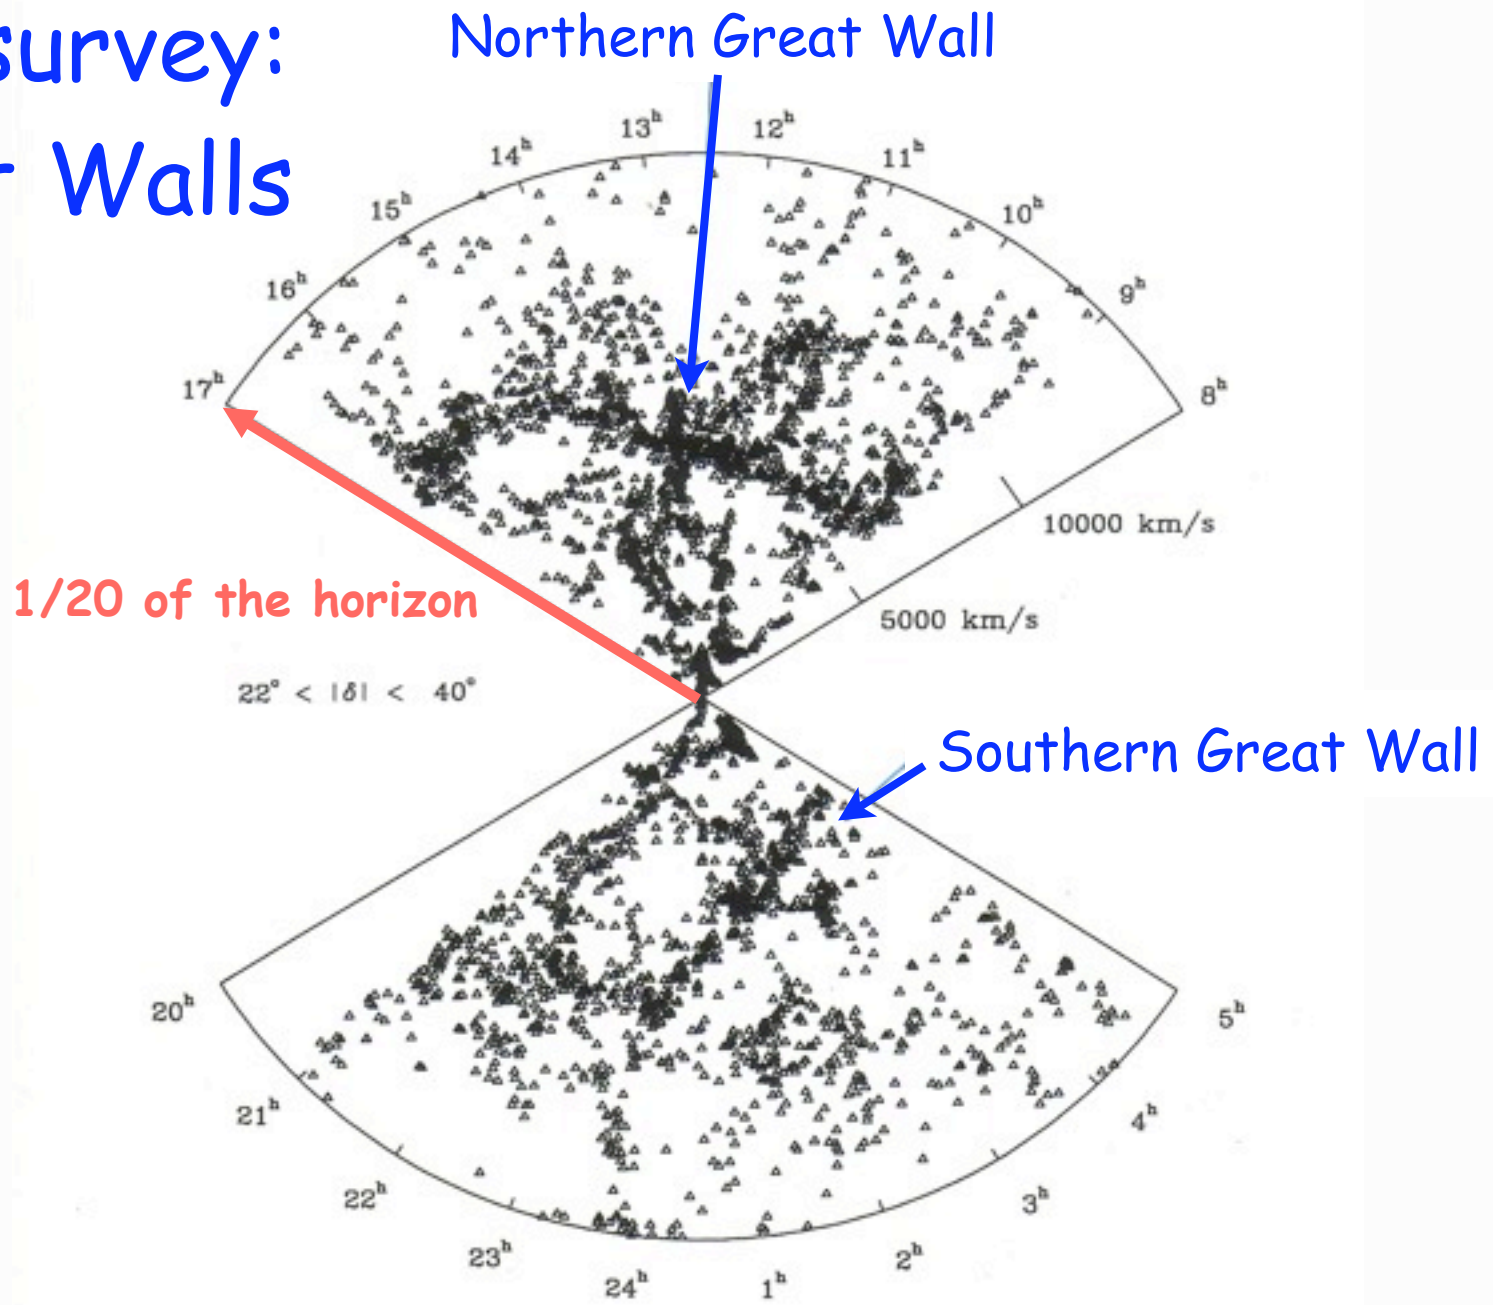 survey:
Walls
Northern Great Wall
13ʰ
12ʰ
14ʰ
11ʰ
15ʰ
10ʰ
16ʰ
9ʰ
17ʰ
8ʰ
10000 km/s
1/20 of the horizon
5000 km/s
22° < |δ| < 40°
Southern Great Wall
20ʰ
5ʰ
21ʰ
4ʰ
22ʰ
3ʰ
23ʰ
2ʰ
24ʰ
1ʰ